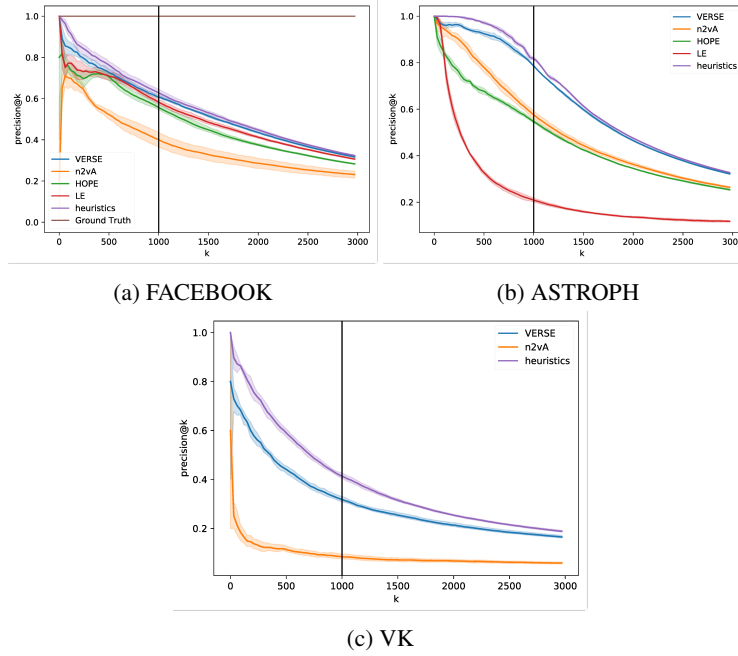 1.0
0.8
0.6
0.4
0.2
0.0
precision@k
VERSE
n2vA
HOPE
LE
heuristics
Ground Truth
0 500 1000 1500 2000 2500 3000
k
(a) FACEBOOK
1.0
0.8
0.6
0.4
0.2
precision@k
VERSE
n2vA
HOPE
LE
heuristics
0 500 1000 1500 2000 2500 3000
k
(b) ASTROPH
1.0
0.8
0.6
0.4
0.2
precision@k
VERSE
n2vA
heuristics
0 500 1000 1500 2000 2500 3000
k
(c) VK